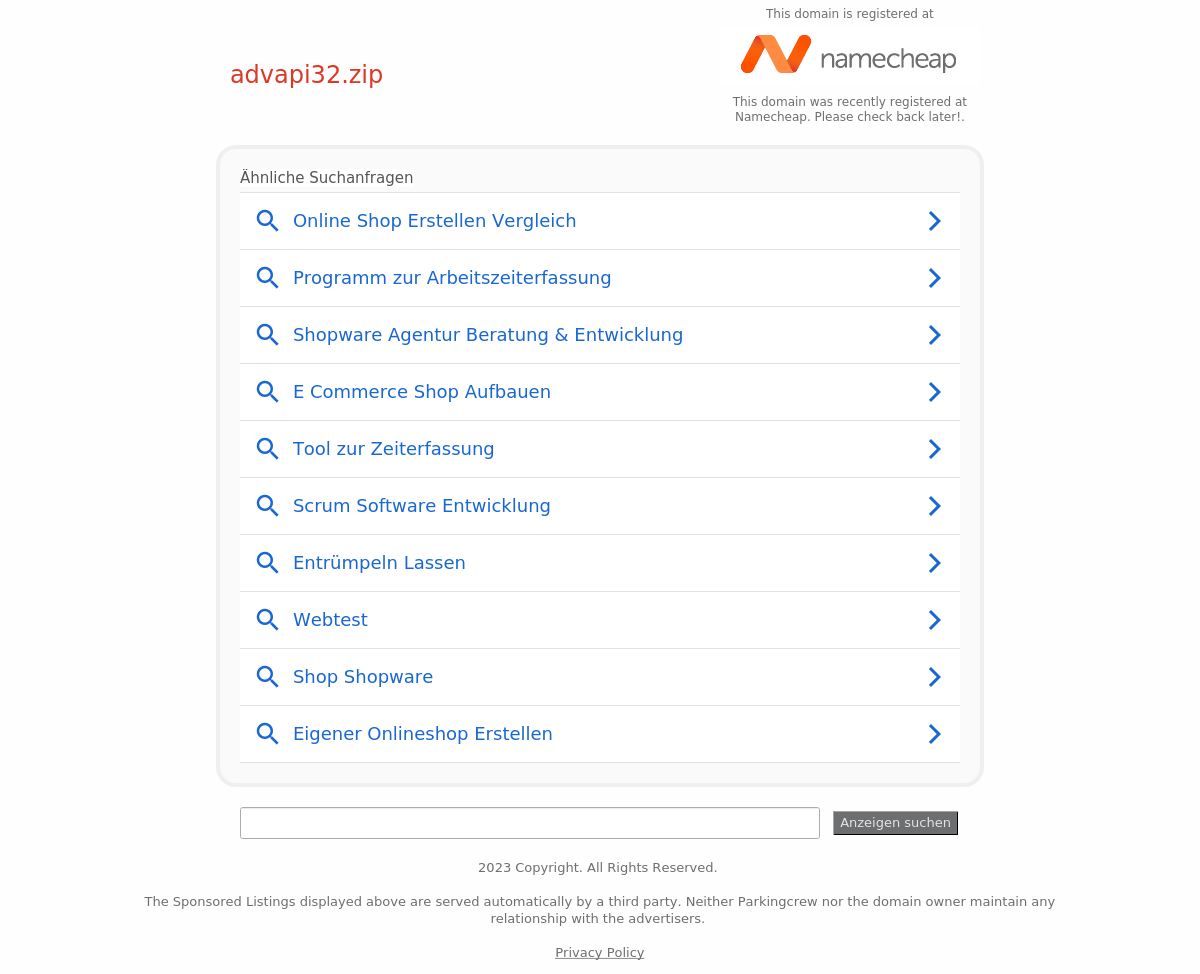 This domain is registered at
namecheap
advapi32.zip
This domain was recently registered at
Namecheap. Please check back later!.
Ähnliche Suchanfragen
Online Shop Erstellen Vergleich
Programm zur Arbeitszeiterfassung
Shopware Agentur Beratung & Entwicklung
E Commerce Shop Aufbauen
Tool zur Zeiterfassung
Scrum Software Entwicklung
Entrümpeln Lassen
Webtest
Shop Shopware
Eigener Onlineshop Erstellen
Anzeigen suchen
2023 Copyright. All Rights Reserved.
The Sponsored Listings displayed above are served automatically by a third party. Neither Parkingcrew nor the domain owner maintain any
relationship with the advertisers.
Privacy Policy